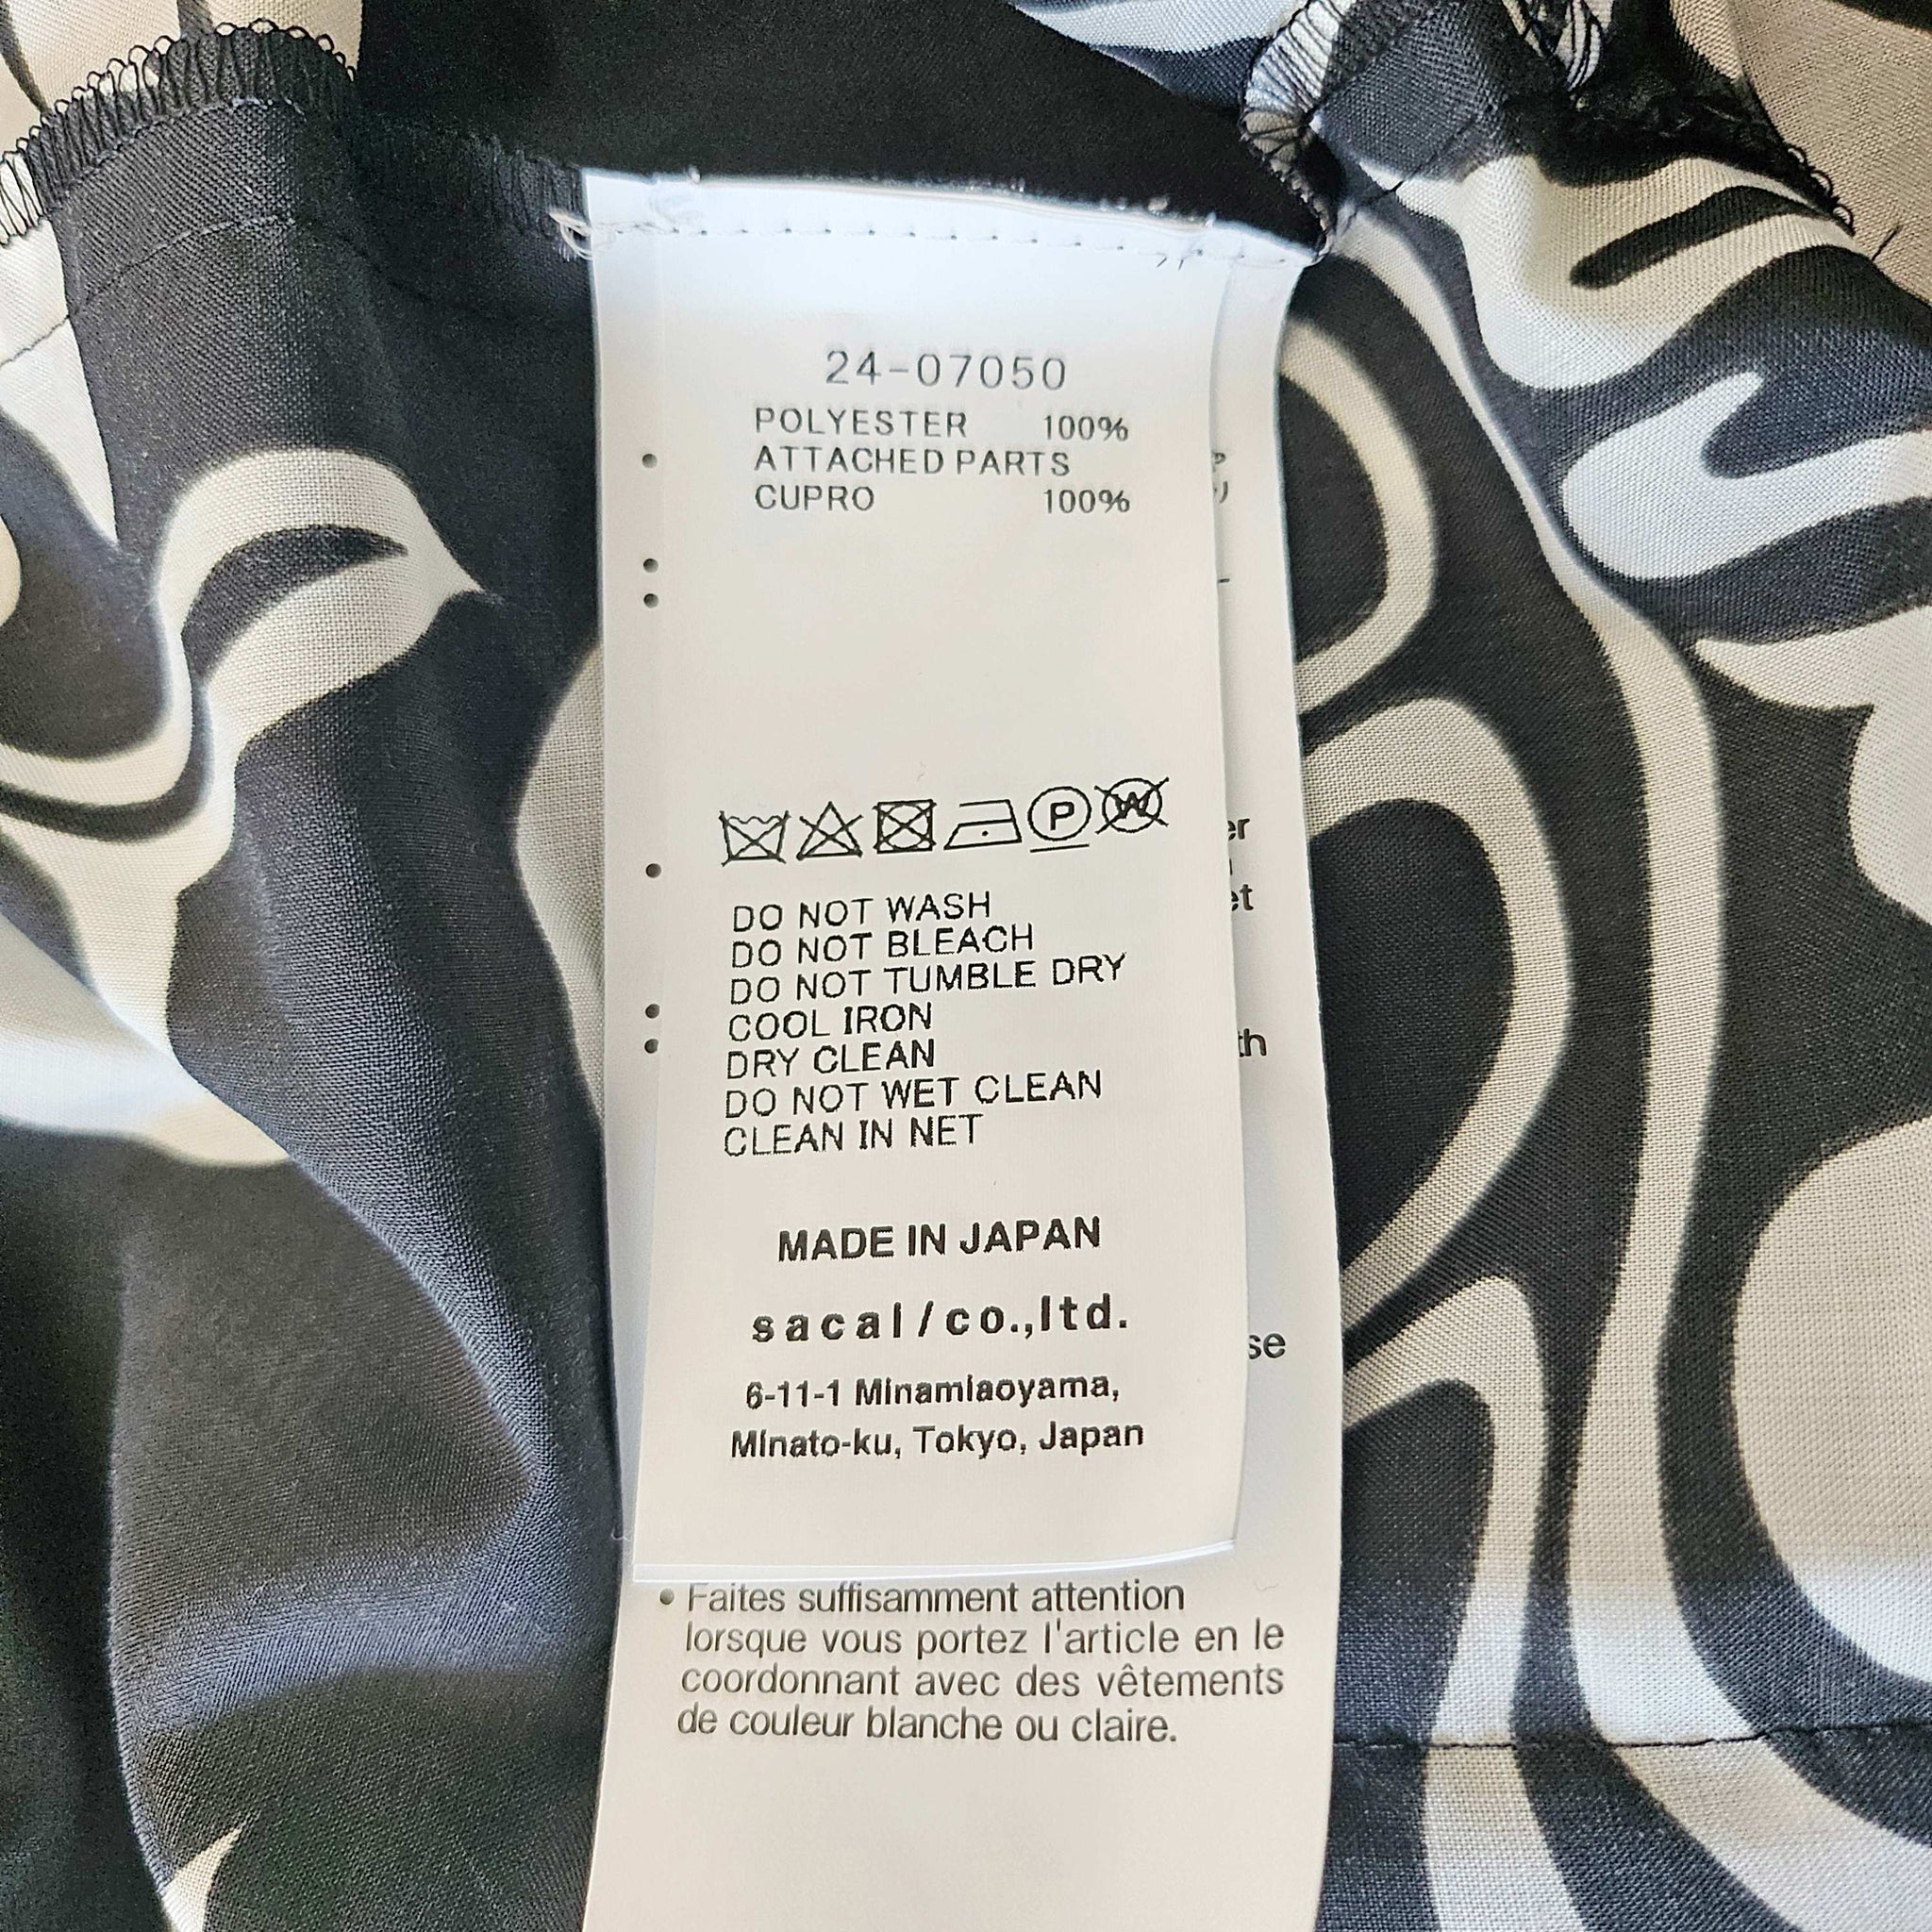 24-07050
POLYESTER 100%
ATTACHED PARTS
CUPRO 100%
P W
DO NOT WASH
DO NOT BLEACH
DO NOT TUMBLE DRY
COOL IRON
DRY CLEAN
DO NOT WET CLEAN
CLEAN IN NET
MADE IN JAPAN
sacai/co.,ltd.
6-11-1 Minamiaoyama,
Minato-ku, Tokyo, Japan
• Faites suffisamment attention
lorsque vous portez l'article en le
coordonnant avec des vêtements
de couleur blanche ou claire.